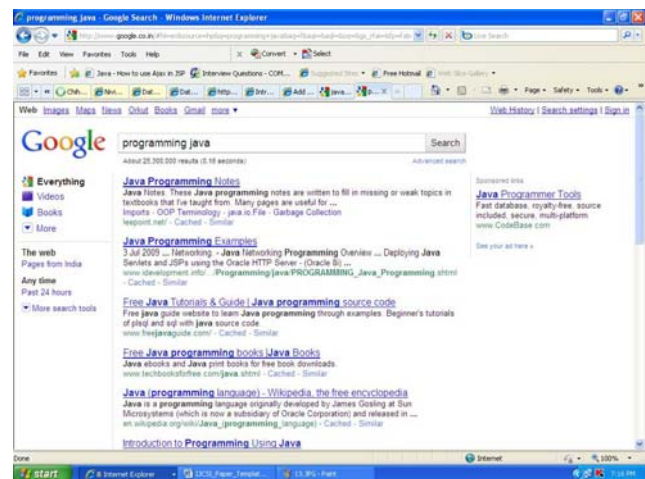 programming java - Google Search - Windows Internet Explorer
File Edit View Favorites Tools Help x Convert Select
Favorites Java - How to use Ajax in JSP Interview Questions - COM... Free Hotmail
Page Safety Tools
Web Images Maps News Orkut Books Gmail more Web History | Search settings | Sign in
Google programming java Search
About 25,300,000 results Advanced search
Everything
Videos
Books
More
The web
Pages from India
Any time
Past 24 hours
More search tools
Java Programming Notes
Java Notes. These Java programming notes are written to fill in missing or weak topics in
textbooks that I've taught from. Many pages are useful for ...
Imports - OOP Terminology - java.io.File - Garbage Collection
leepoint.net/ - Cached - Similar
Java Programming Examples
3 Jul 2009 ... Networking. - Java Networking Programming Overview ... Deploying Java
Servlets and JSPs using the Oracle HTTP Server - (Oracle 8i) ...
www.idevelopment.info/.../Programming/java/PROGRAMMING_Java_Programming.shtml
- Cached - Similar
Free Java Tutorials & Guide | Java programming source code
Free java guide website to learn Java programming through examples. Beginner's tutorials
of plsql and sql with java source code.
www.freejavaguide.com/ - Cached - Similar
Free Java programming books |Java Books
Java ebooks and Java print books for free book downloads.
www.techbooksforfree.com/java.shtml - Cached - Similar
Java (programming language) - Wikipedia, the free encyclopedia
Java is a programming language originally developed by James Gosling at Sun
Microsystems (which is now a subsidiary of Oracle Corporation) and released in ...
en.wikipedia.org/wiki/Java_(programming_language) - Cached - Similar
Introduction to Programming Using Java
Sponsored links
Java Programmer Tools
Fast database, royalty-free, source
included, secure, multi-platform
www.CodeBase.com
See your ad here »
Done Internet 100%
start 8 Internet Explorer IJCSI_Paper_Templat... 13.JPG - Paint 7:16 PM